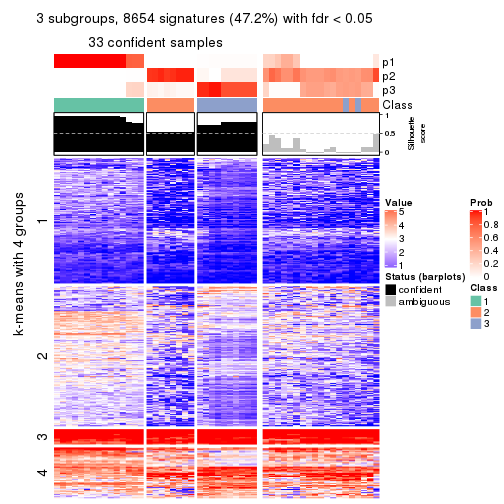 3 subgroups, 8654 signatures (47.2%) with fdr < 0.05
33 confident samples
p1
p2
p3
Class
1
0.5
0
Silhouette
score
k-means with 4 groups
1
2
3
4
Value
5
4
3
2
1
Status (barplots)
confident
ambiguous
Prob
1
0.8
0.6
0.4
0.2
0
Class
1
2
3